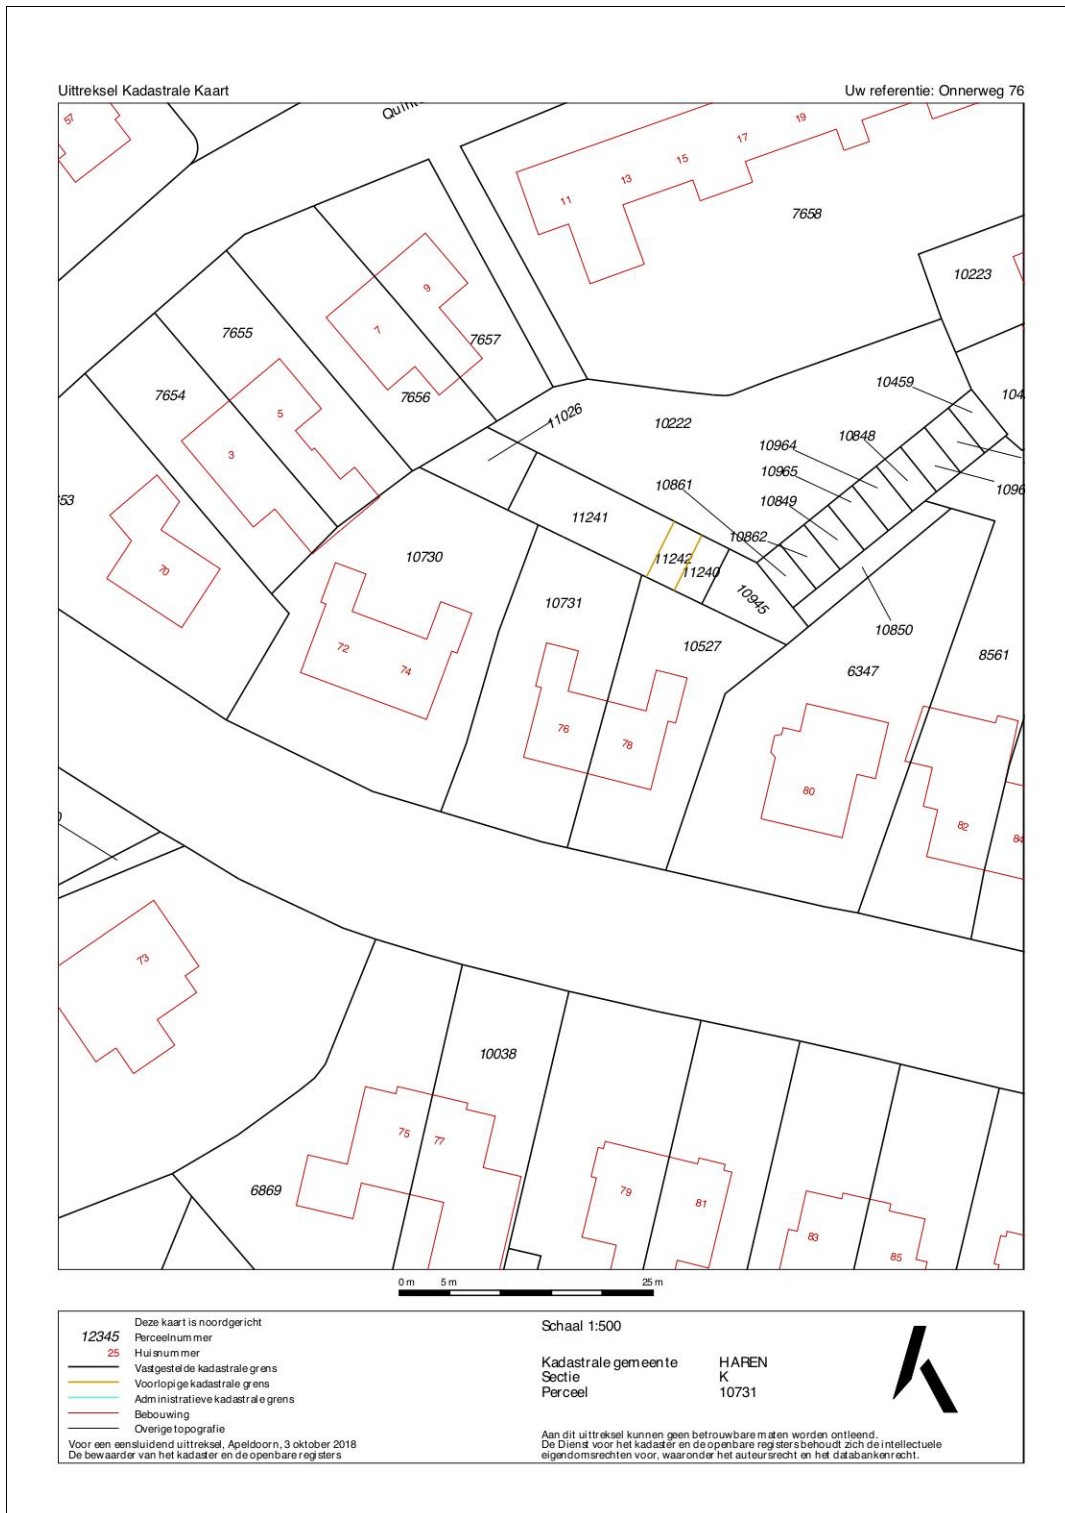 Uittreksel Kadastrale Kaart
Uw referentie: Onnerweg 76
57
11
13
15
17
19
7658
10223
7655
9
7
7657
7654
7656
5
3
11026
10222
10459
10964
10848
10965
10861
10849
10862
11241
11242
11240
10945
10850
70
10730
10731
10527
6347
8561
72
74
76
78
80
82
84
73
10038
75
77
6869
79
81
83
85
0 m 5 m 25 m
Deze kaart is noordgericht
12345 Perceelnummer
25 Huisnummer
Vastgestelde kadastrale grens
Voorlopige kadastrale grens
Administratieve kadastrale grens
Bebouwing
Overige topografie
Voor een eensluidend uittreksel, Apeldoorn, 3 oktober 2018
De bewaarder van het kadaster en de openbare registers
Schaal 1:500
Kadastrale gemeente HAREN
Sectie K
Perceel 10731
Aan dit uittreksel kunnen geen betrouwbare maten worden ontleend.
De Dienst voor het kadaster en de openbare registers behoudt zich de intellectuele
eigendomsrechten voor, waaronder het auteursrecht en het databankenrecht.